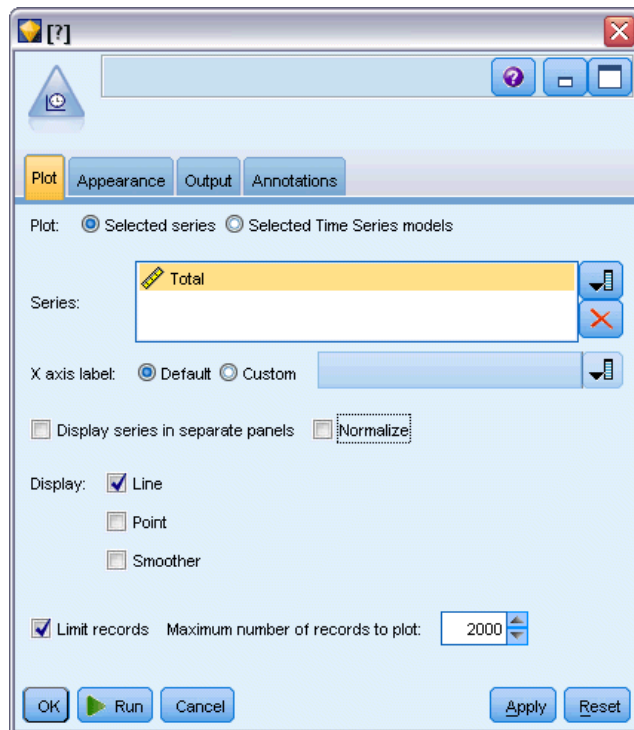 [?]
Plot Appearance Output Annotations
Plot: Selected series Selected Time Series models
Series: Total
X axis label: Default Custom
Display series in separate panels Normalize
Display: Line
Point
Smoother
Limit records Maximum number of records to plot: 2000
OK Run Cancel Apply Reset